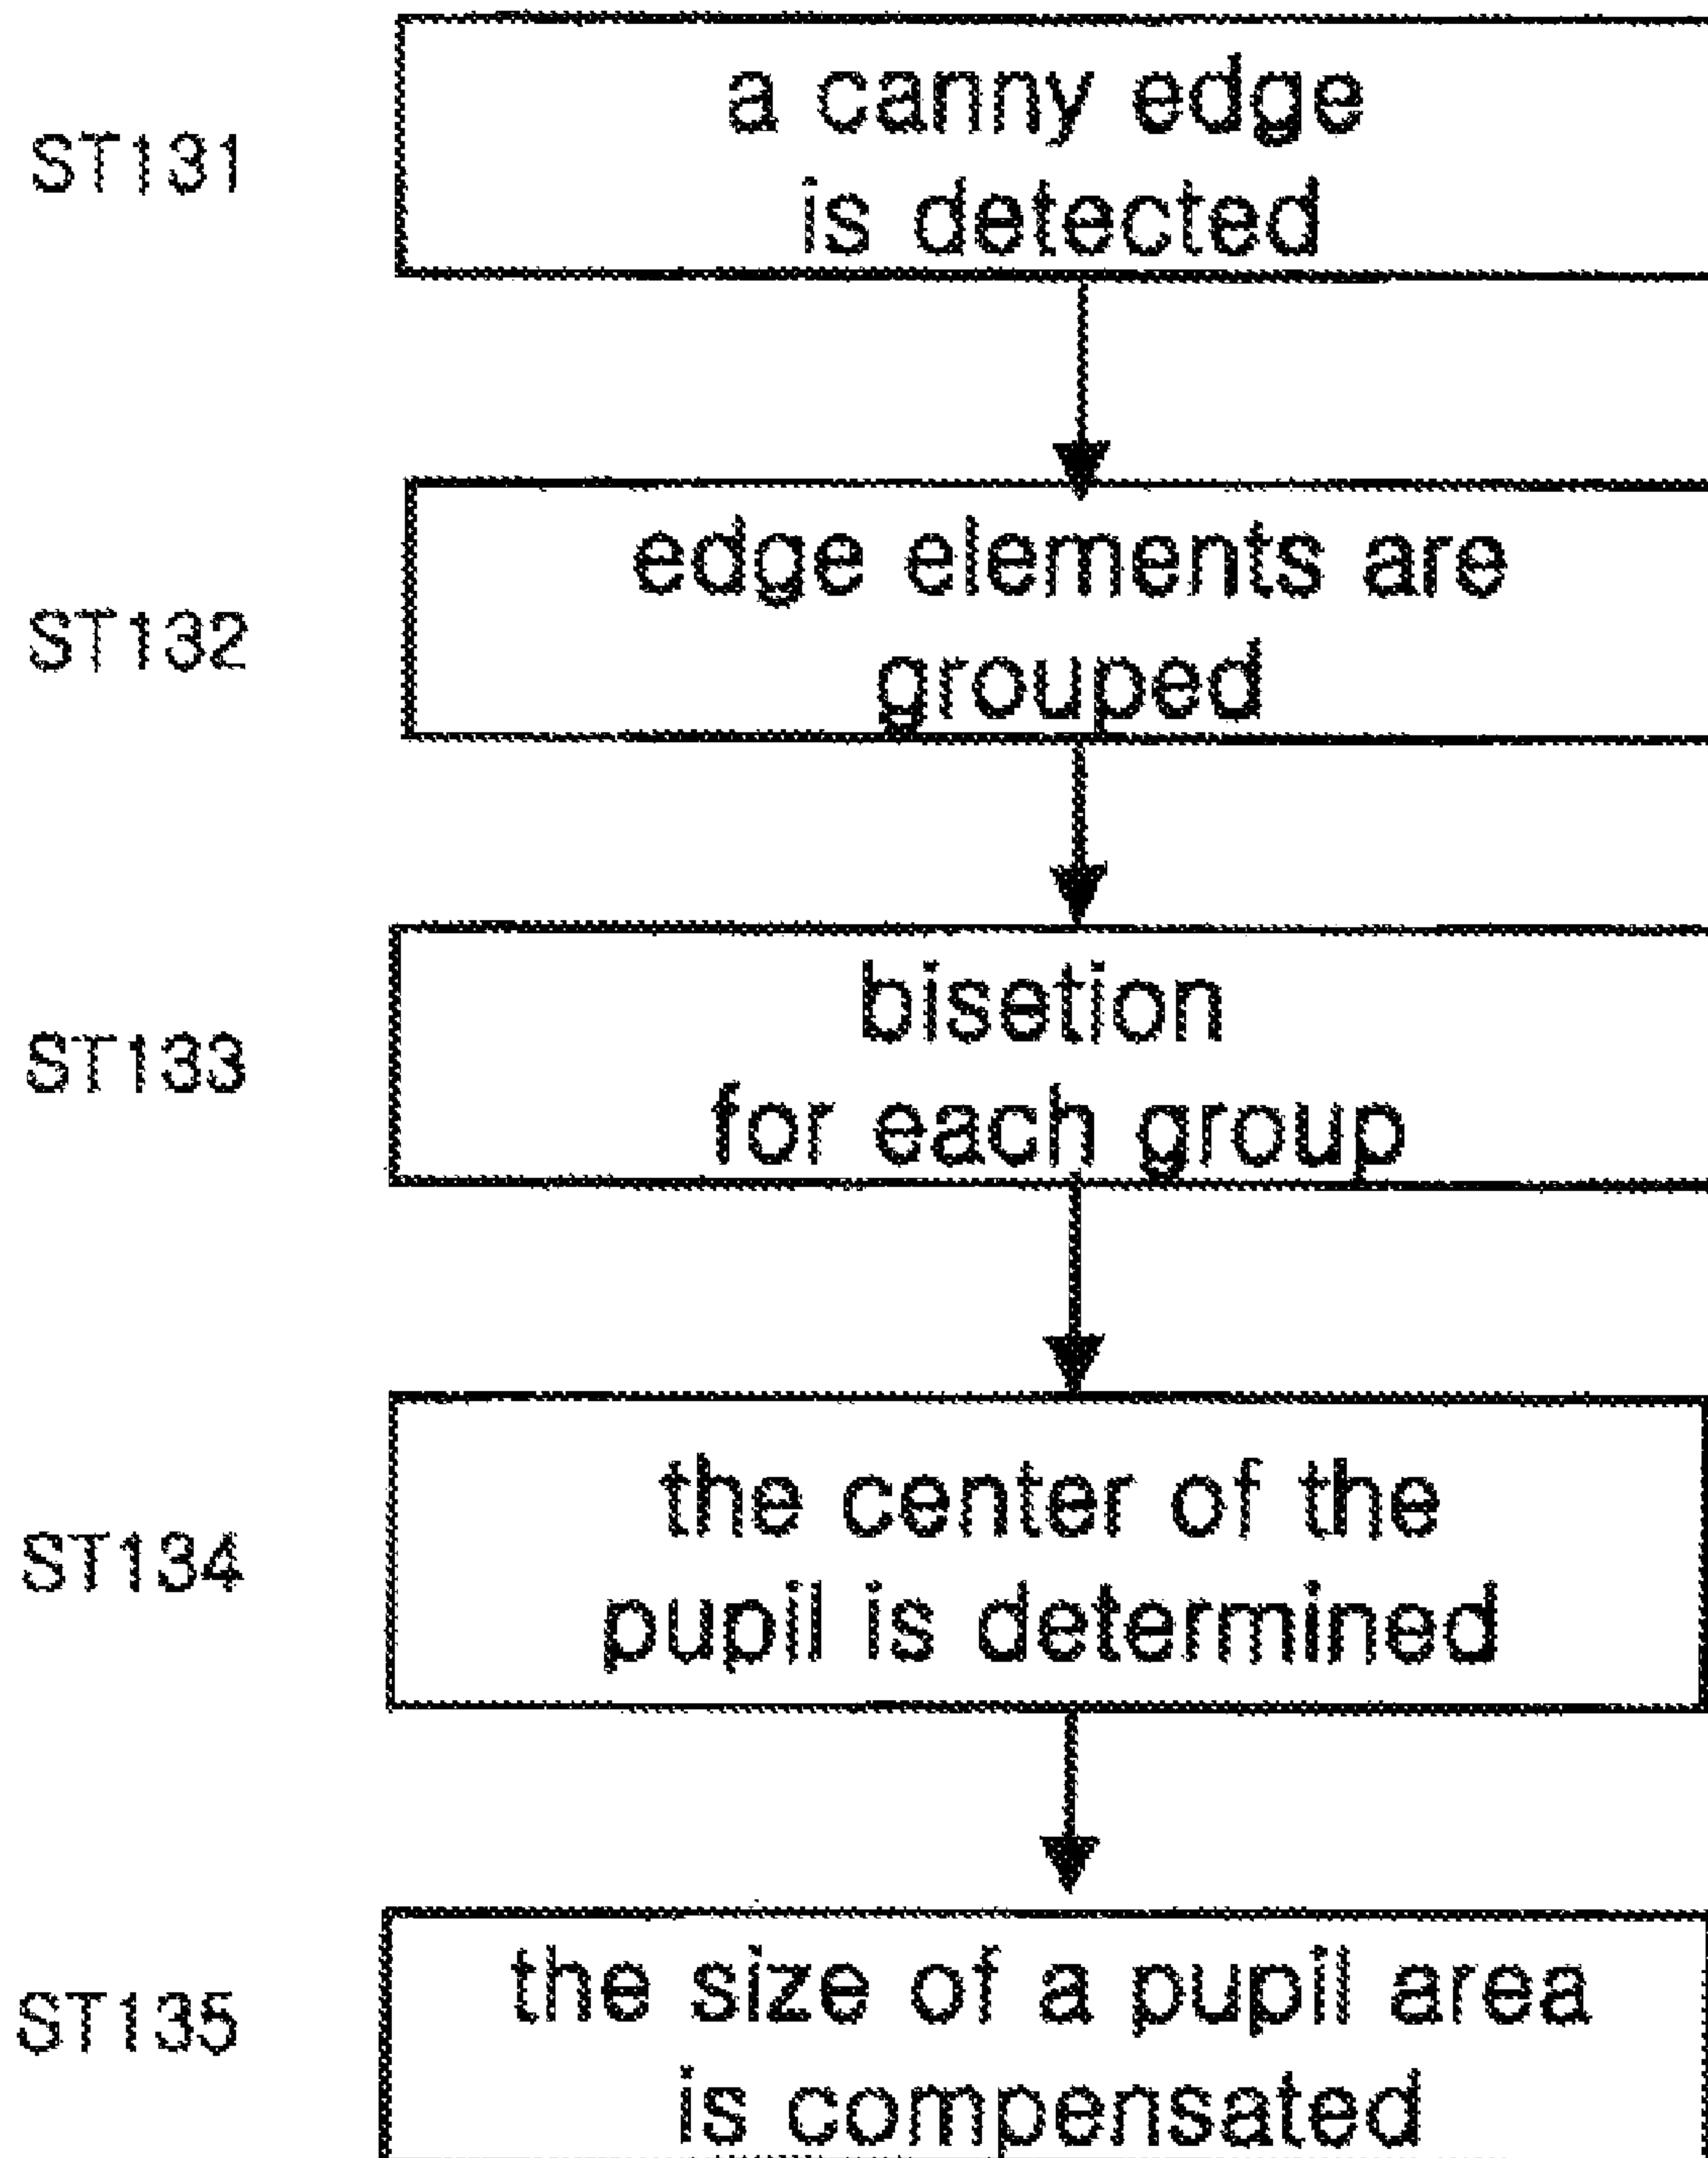 ST131
a canny edge
is detected
ST132
edge elements are
grouped
ST133
bisetion
for each group
ST134
the center of the
pupil is determined
ST135
the size of a pupil area
is compensated